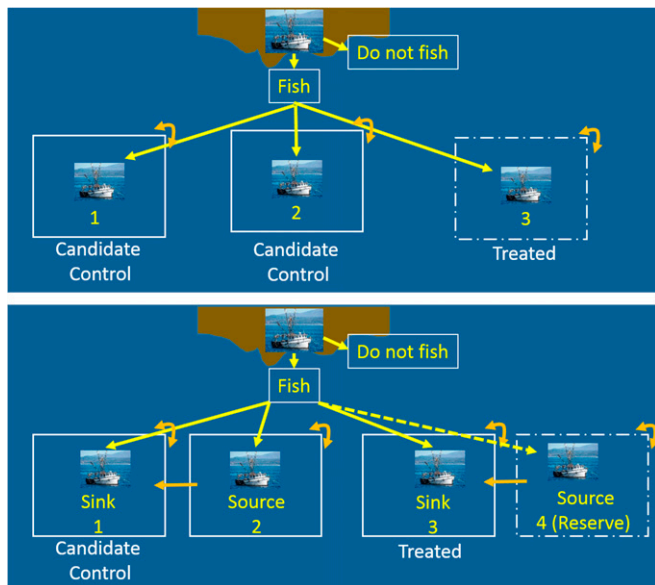 Do not fish
Fish
1
2
3
Candidate
Control
Candidate
Control
Treated
Do not fish
Fish
Sink
1
Source
2
Sink
3
Source
4 (Reserve)
Candidate
Control
Treated